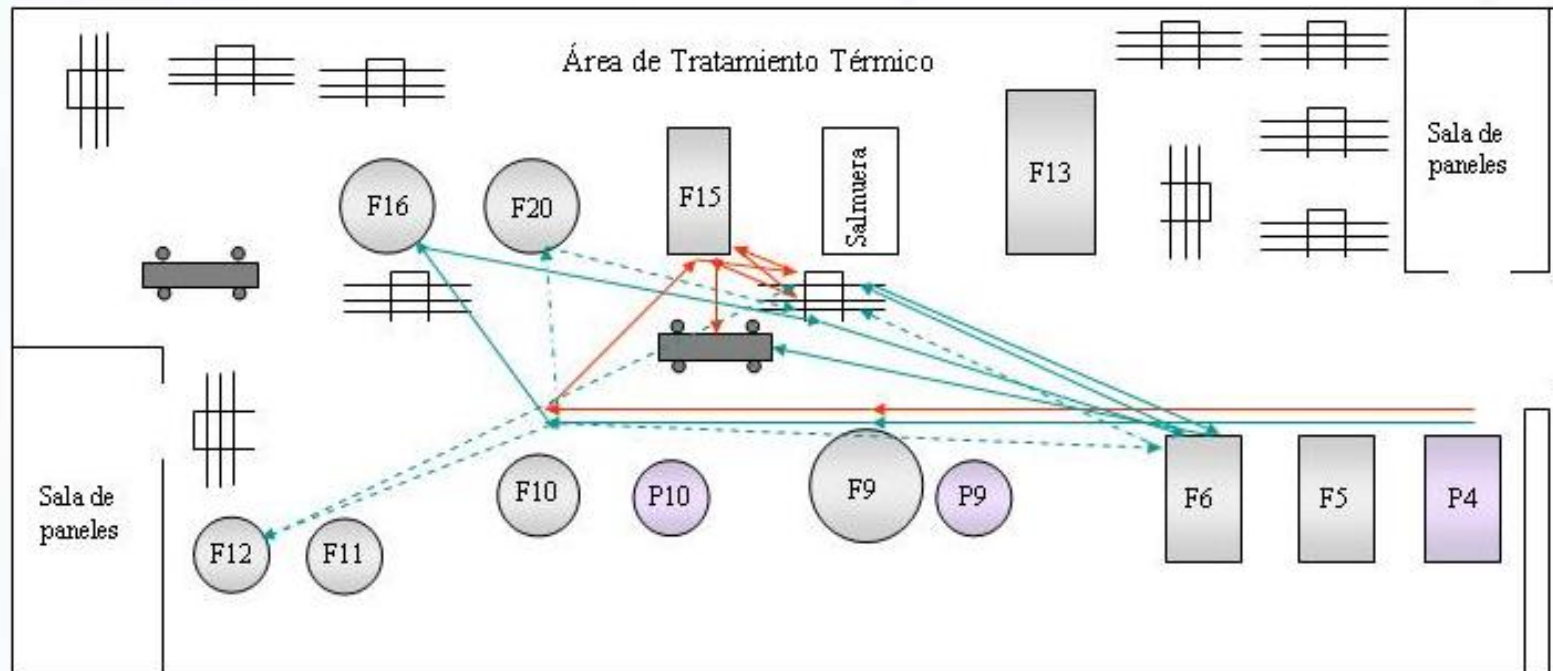 Área de Tratamiento Térmico
Sala de
paneles
F16
F20
F15
Salmuera
F13
Sala de
paneles
F12
F11
F10
P10
F9
P9
F6
F5
P4